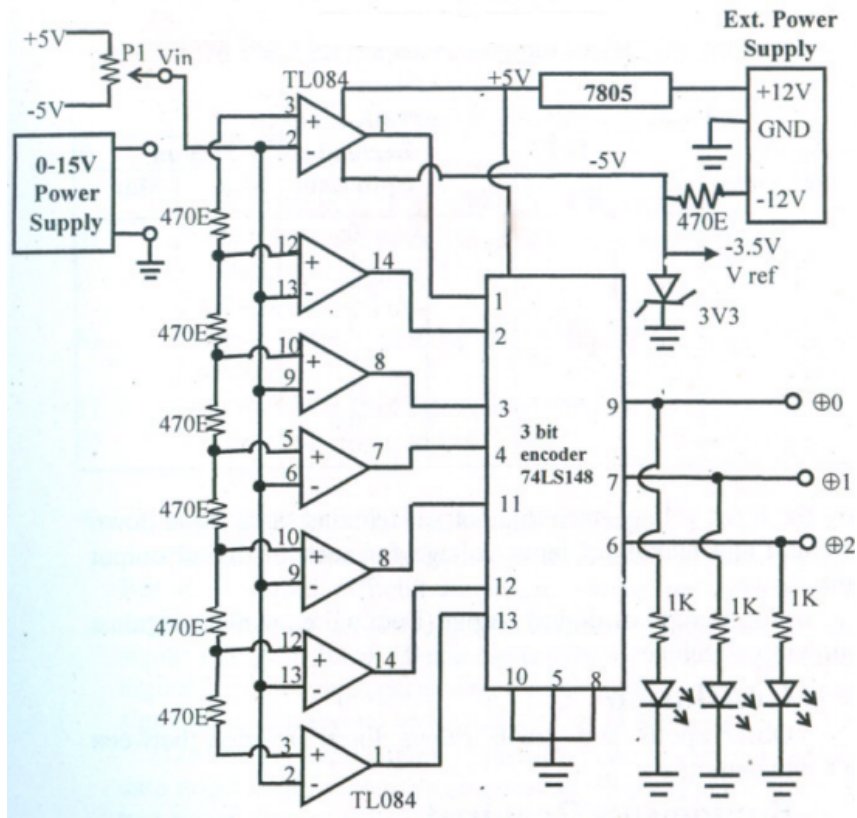 Ext. Power
Supply
+5V
P1
Vin
-5V
TL084
3
2
1
+5V
7805
+12V
GND
-12V
-5V
470E
-3.5V
V ref
3V3
0-15V
Power
Supply
470E
12
13
14
1
2
470E
10
9
8
3
3 bit
encoder
74LS148
9
⊕0
470E
5
6
7
4
7
⊕1
11
6
⊕2
470E
10
9
8
12
13
1K
1K
1K
470E
12
13
14
10
5
8
470E
3
2
1
TL084